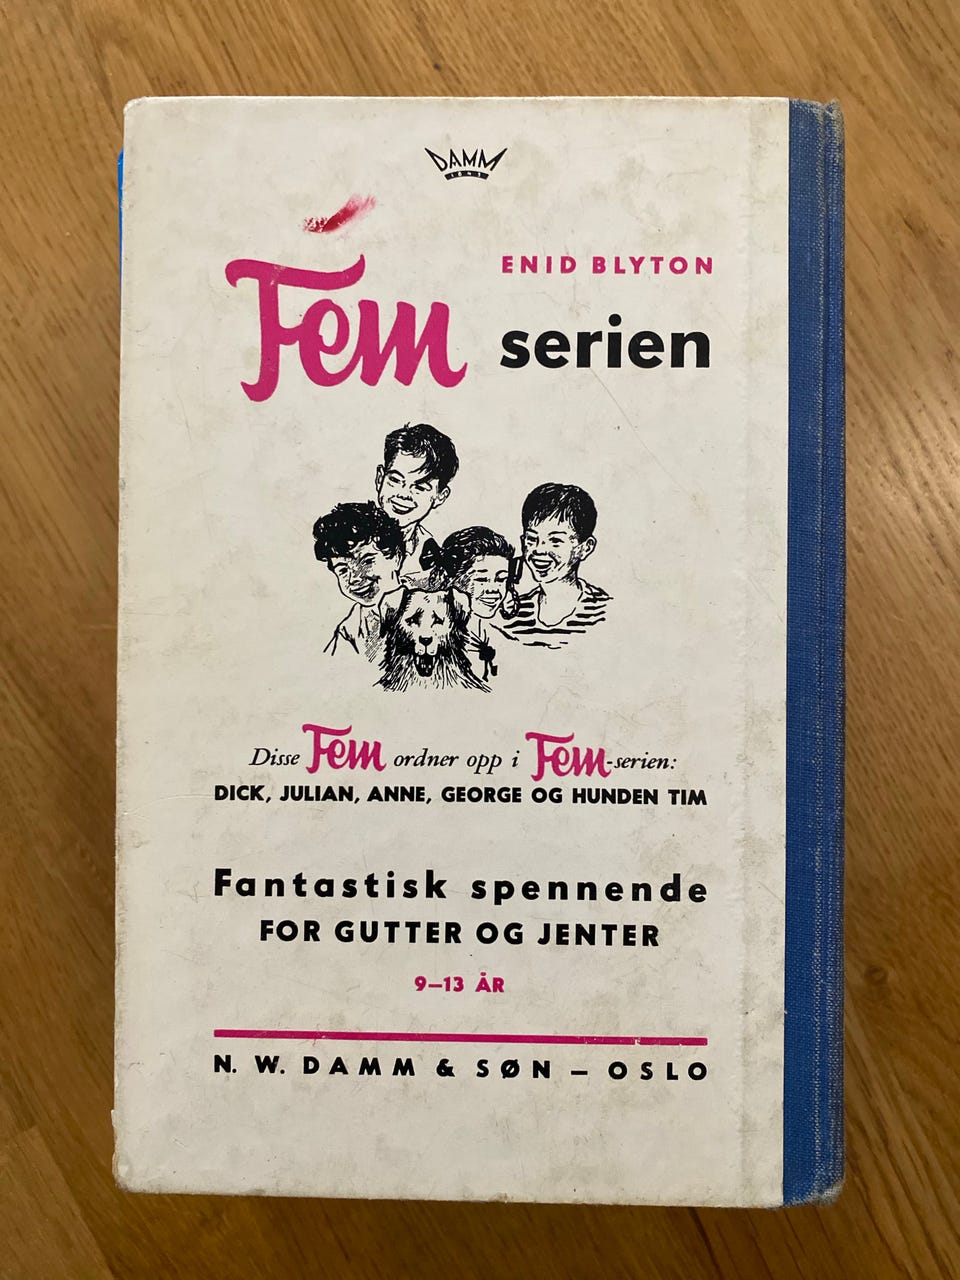 DAMM
1843
ENID BLYTON
Fem serien
Disse Fem ordner opp i Fem-serien:
DICK, JULIAN, ANNE, GEORGE OG HUNDEN TIM
Fantastisk spennende
FOR GUTTER OG JENTER
9–13 ÅR
N. W. DAMM & SØN – OSLO